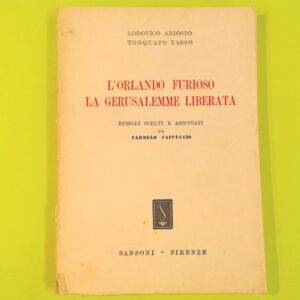 LODOVICO ARIOSTO
TORQUATO TASSO
L'ORLANDO FURIOSO
LA GERUSALEMME LIBERATA
EPISODI SCELTI E ANNOTATI
DA
CARMELO CAPPUCCIO
SANSONI - FIRENZE